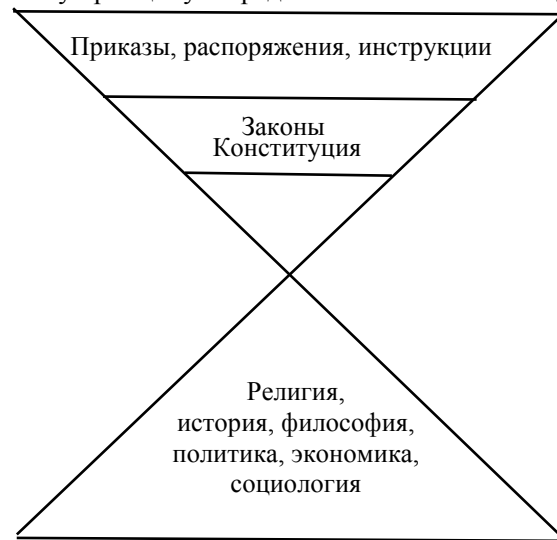 Приказы, распоряжения, инструкции
Законы
Конституция
Религия,
история, философия,
политика, экономика,
социология